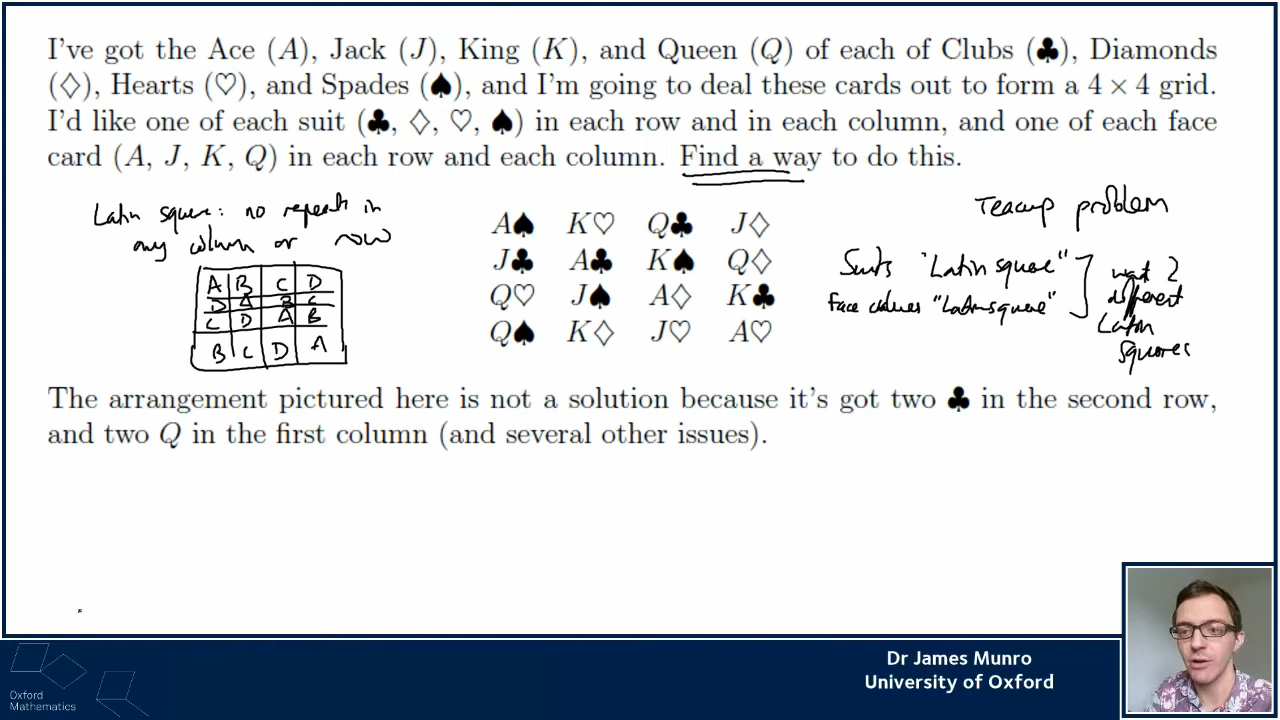 I've got the Ace (A), Jack (J), King (K), and Queen (Q) of each of Clubs (♣), Diamonds
(♢), Hearts (♡), and Spades (♠), and I'm going to deal these cards out to form a 4 × 4 grid.
I'd like one of each suit (♣, ♢, ♡, ♠) in each row and in each column, and one of each face
card (A, J, K, Q) in each row and each column. Find a way to do this.
Latin square: no repeats in
any column or row
A B C D
D A B C
C D A B
B C D A
A♠ K♡ Q♣ J♢
J♣ A♣ K♠ Q♢
Q♡ J♠ A♢ K♣
Q♠ K♢ J♡ A♡
Teacup problem
Suits "Latin square"
Face values "Latin square"
want 2
different
Latin
squares
The arrangement pictured here is not a solution because it's got two ♣ in the second row,
and two Q in the first column (and several other issues).
Oxford
Mathematics
Dr James Munro
University of Oxford